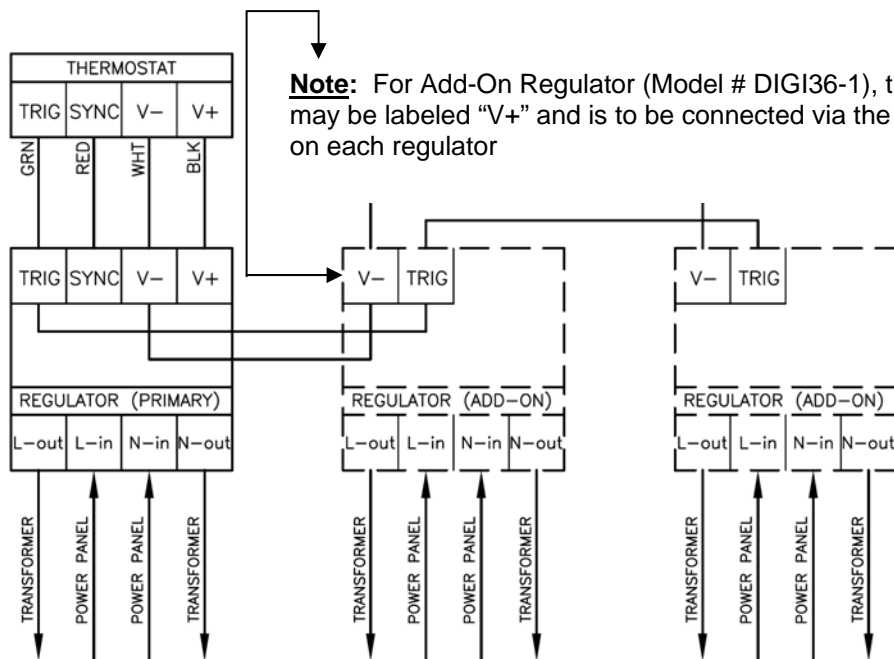 THERMOSTAT
TRIG SYNC V− V+
GRN RED WHT BLK
Note: For Add-On Regulator (Model # DIGI36-1), t
may be labeled “V+” and is to be connected via the
on each regulator
TRIG SYNC V− V+
REGULATOR (PRIMARY)
L−out L−in N−in N−out
TRANSFORMER
POWER PANEL
POWER PANEL
TRANSFORMER
V− TRIG
REGULATOR (ADD−ON)
L−out L−in N−in N−out
TRANSFORMER
POWER PANEL
POWER PANEL
TRANSFORMER
V− TRIG
REGULATOR (ADD−ON)
L−out L−in N−in N−out
TRANSFORMER
POWER PANEL
POWER PANEL
TRANSFORMER